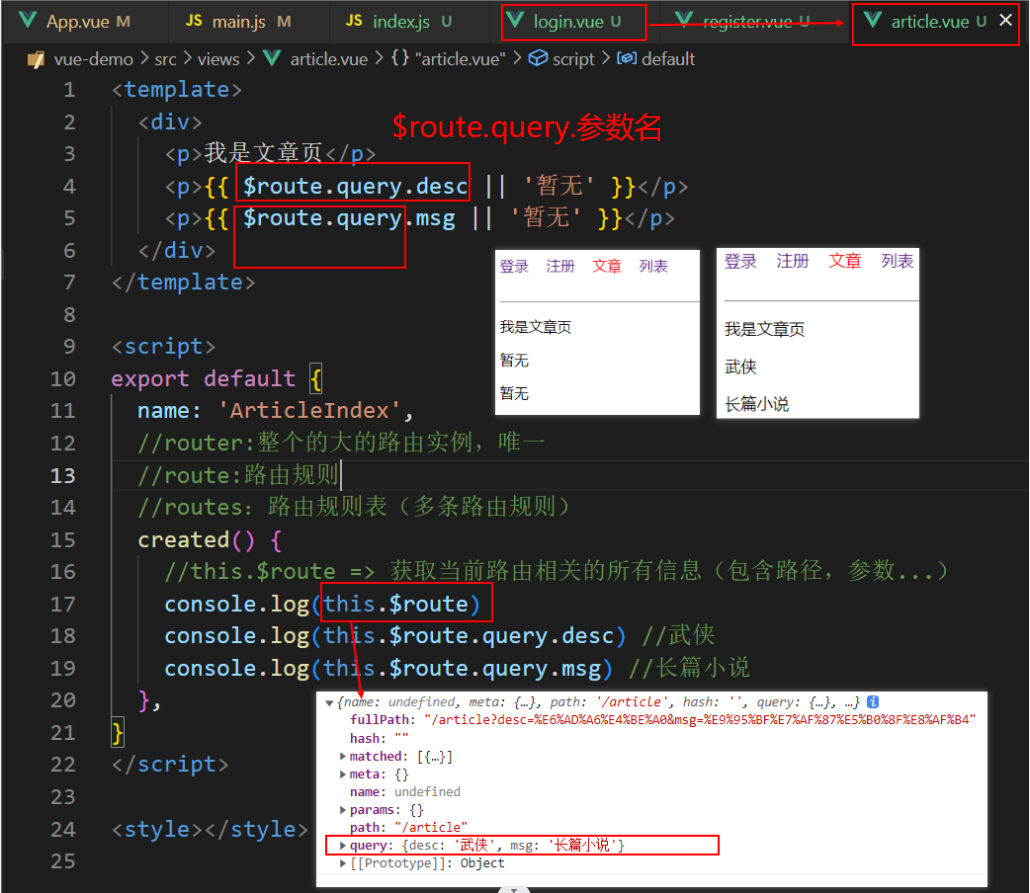 App.vue M JS main.js M JS index.js U login.vue U register.vue U article.vue U ×
vue-demo > src > views > article.vue > {} "article.vue" > script > default
1 <template>
2 <div>
$route.query.参数名
3 <p>我是文章页</p>
4 <p>{{ $route.query.desc || '暂无' }}</p>
5 <p>{{ $route.query.msg || '暂无' }}</p>
6 </div>
7 </template>
8
9 <script>
10 export default {
11 name: 'ArticleIndex',
12 //router:整个的大的路由实例，唯一
13 //route:路由规则
14 //routes: 路由规则表（多条路由规则）
15 created() {
16 //this.$route => 获取当前路由相关的所有信息（包含路径，参数...）
17 console.log(this.$route)
18 console.log(this.$route.query.desc) //武侠
19 console.log(this.$route.query.msg) //长篇小说
20 },
21 }
22 </script>
23
24 <style></style>
25
登录 注册 文章 列表
我是文章页
暂无
暂无
登录 注册 文章 列表
我是文章页
武侠
长篇小说
▼{name: undefined, meta: {…}, path: '/article', hash: '', query: {…}, …} i
fullPath: "/article?desc=%E6%AD%A6%E4%BE%A0&msg=%E9%95%BF%E7%AF%87%E5%B0%8F%E8%AF%B4"
hash: ""
▶matched: [{…}]
▶meta: {}
name: undefined
▶params: {}
path: "/article"
▶query: {desc: '武侠', msg: '长篇小说'}
▶[[Prototype]]: Object